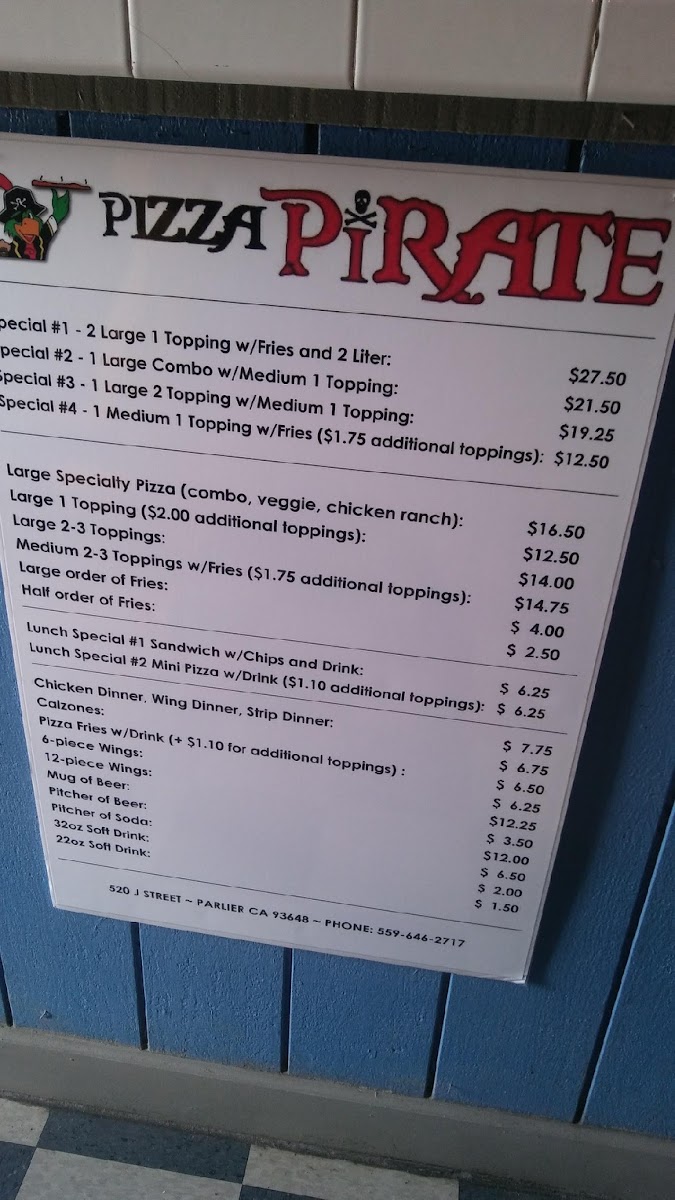 PIZZA PiRATE
pecial #1 - 2 Large 1 Topping w/Fries and 2 Liter: $27.50
pecial #2 - 1 Large Combo w/Medium 1 Topping: $21.50
Special #3 - 1 Large 2 Topping w/Medium 1 Topping: $19.25
Special #4 - 1 Medium 1 Topping w/Fries ($1.75 additional toppings): $12.50
Large Specialty Pizza (combo, veggie, chicken ranch): $16.50
Large 1 Topping ($2.00 additional toppings): $12.50
Large 2-3 Toppings: $14.00
Medium 2-3 Toppings w/Fries ($1.75 additional toppings): $14.75
Large order of Fries: $ 4.00
Half order of Fries: $ 2.50
Lunch Special #1 Sandwich w/Chips and Drink: $ 6.25
Lunch Special #2 Mini Pizza w/Drink ($1.10 additional toppings): $ 6.25
Chicken Dinner, Wing Dinner, Strip Dinner: $ 7.75
Calzones: $ 6.75
Pizza Fries w/Drink (+ $1.10 for additional toppings) : $ 6.50
6-piece Wings: $ 6.25
12-piece Wings: $12.25
Mug of Beer: $ 3.50
Pitcher of Beer: $12.00
Pitcher of Soda: $ 6.50
32oz Soft Drink: $ 2.00
22oz Soft Drink: $ 1.50
520 J STREET ~ PARLIER CA 93648 ~ PHONE: 559-646-2717